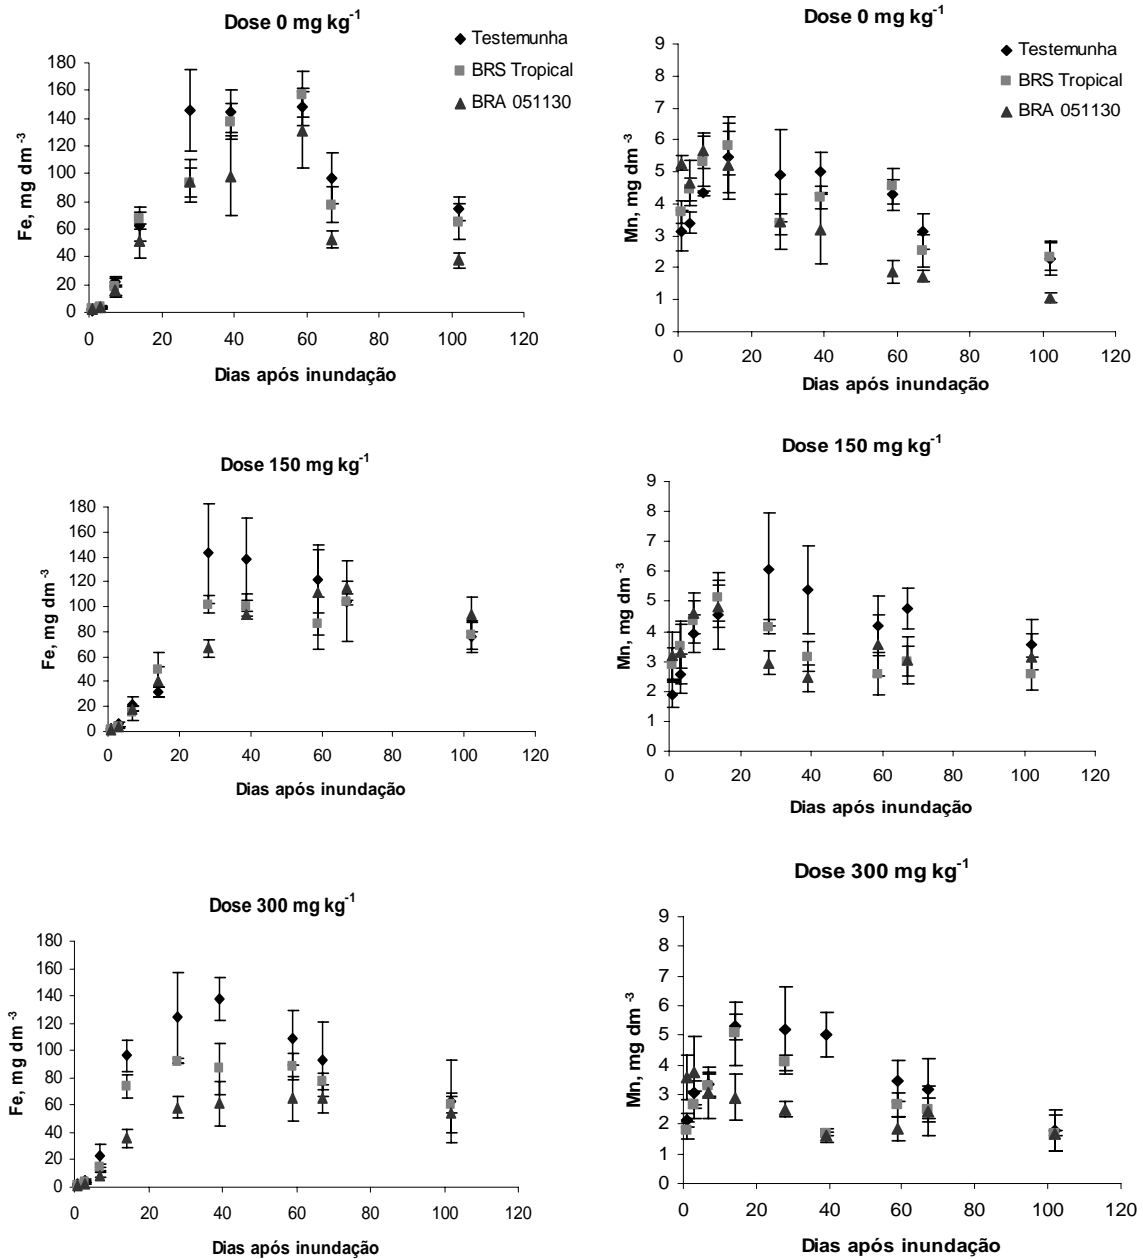 Dose 0 mg kg⁻¹
Testemunha
BRS Tropical
BRA 051130
Fe, mg dm⁻³
180
160
140
120
100
80
60
40
20
0
0 20 40 60 80 100 120
Dias após inundação
Dose 0 mg kg⁻¹
Testemunha
BRS Tropical
BRA 051130
Mn, mg dm⁻³
9
8
7
6
5
4
3
2
1
0
0 20 40 60 80 100 120
Dias após inundação
Dose 150 mg kg⁻¹
Fe, mg dm⁻³
180
160
140
120
100
80
60
40
20
0
0 20 40 60 80 100 120
Dias após inundação
Dose 150 mg kg⁻¹
Mn, mg dm⁻³
9
8
7
6
5
4
3
2
1
0
0 20 40 60 80 100 120
Dias após inundação
Dose 300 mg kg⁻¹
Fe, mg dm⁻³
180
160
140
120
100
80
60
40
20
0
0 20 40 60 80 100 120
Dias após inundação
Dose 300 mg kg⁻¹
Mn, mg dm⁻³
9
8
7
6
5
4
3
2
1
0
0 20 40 60 80 100 120
Dias após inundação